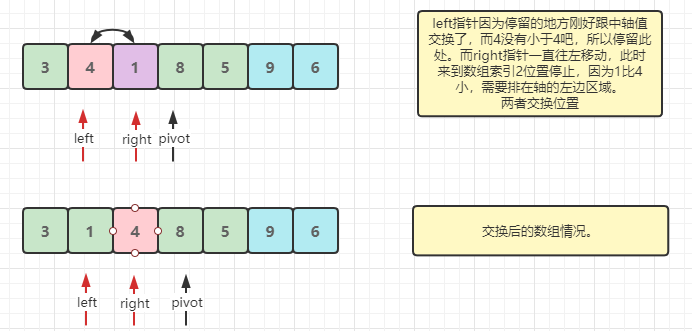 3 4 1 8 5 9 6
left right pivot
left指针因为停留的地方刚好跟中轴值
交换了，而4没有小于4吧，所以停留此
处。而right指针一直往左移动，此时
来到数组索引2位置停止，因为1比4
小，需要排在轴的左边区域。
两者交换位置
3 1 4 8 5 9 6
left right pivot
交换后的数组情况。